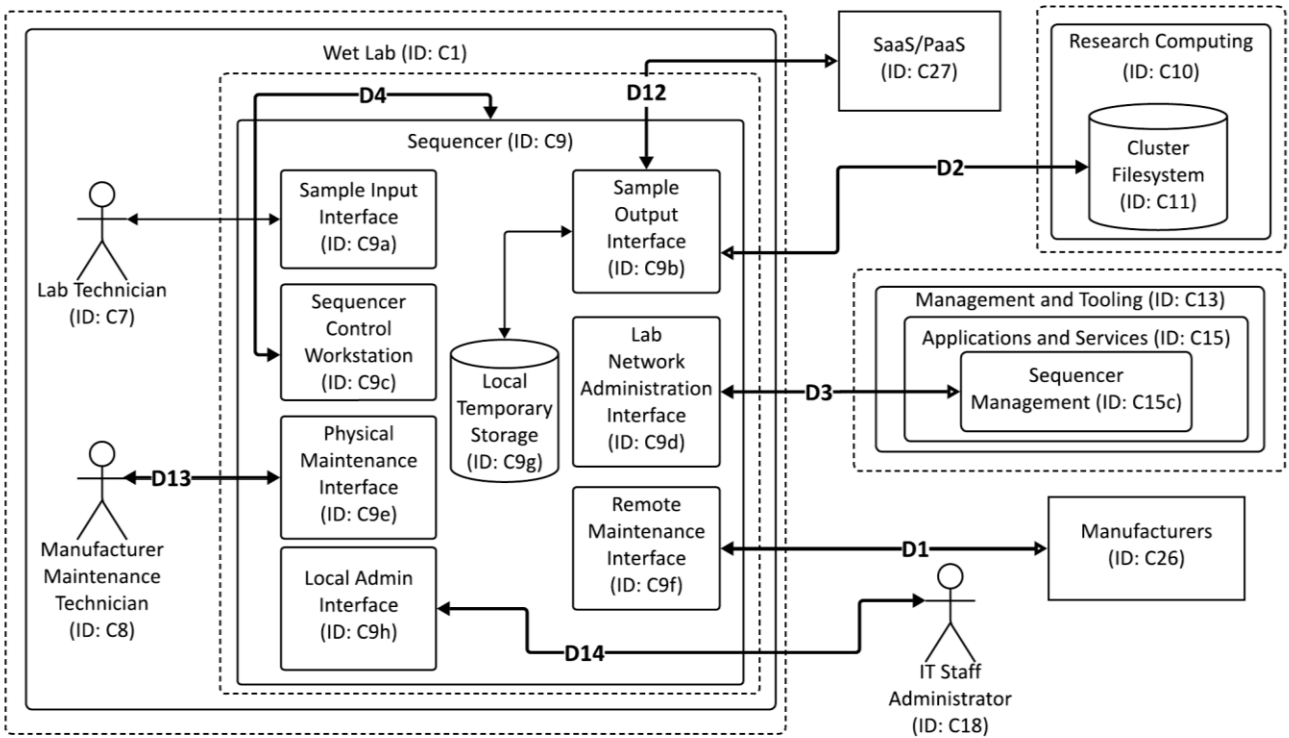 Wet Lab (ID: C1)
D4
D12
SaaS/PaaS
(ID: C27)
Research Computing
(ID: C10)
Cluster
Filesystem
(ID: C11)
D2
Sequencer (ID: C9)
Sample Input
Interface
(ID: C9a)
Sample
Output
Interface
(ID: C9b)
Lab Technician
(ID: C7)
Sequencer
Control
Workstation
(ID: C9c)
Local
Temporary
Storage
(ID: C9g)
Lab
Network
Administration
Interface
(ID: C9d)
D3
Management and Tooling (ID: C13)
Applications and Services (ID: C15)
Sequencer
Management (ID: C15c)
D13
Physical
Maintenance
Interface
(ID: C9e)
Manufacturer
Maintenance
Technician
(ID: C8)
Remote
Maintenance
Interface
(ID: C9f)
D1
Manufacturers
(ID: C26)
Local Admin
Interface
(ID: C9h)
D14
IT Staff
Administrator
(ID: C18)